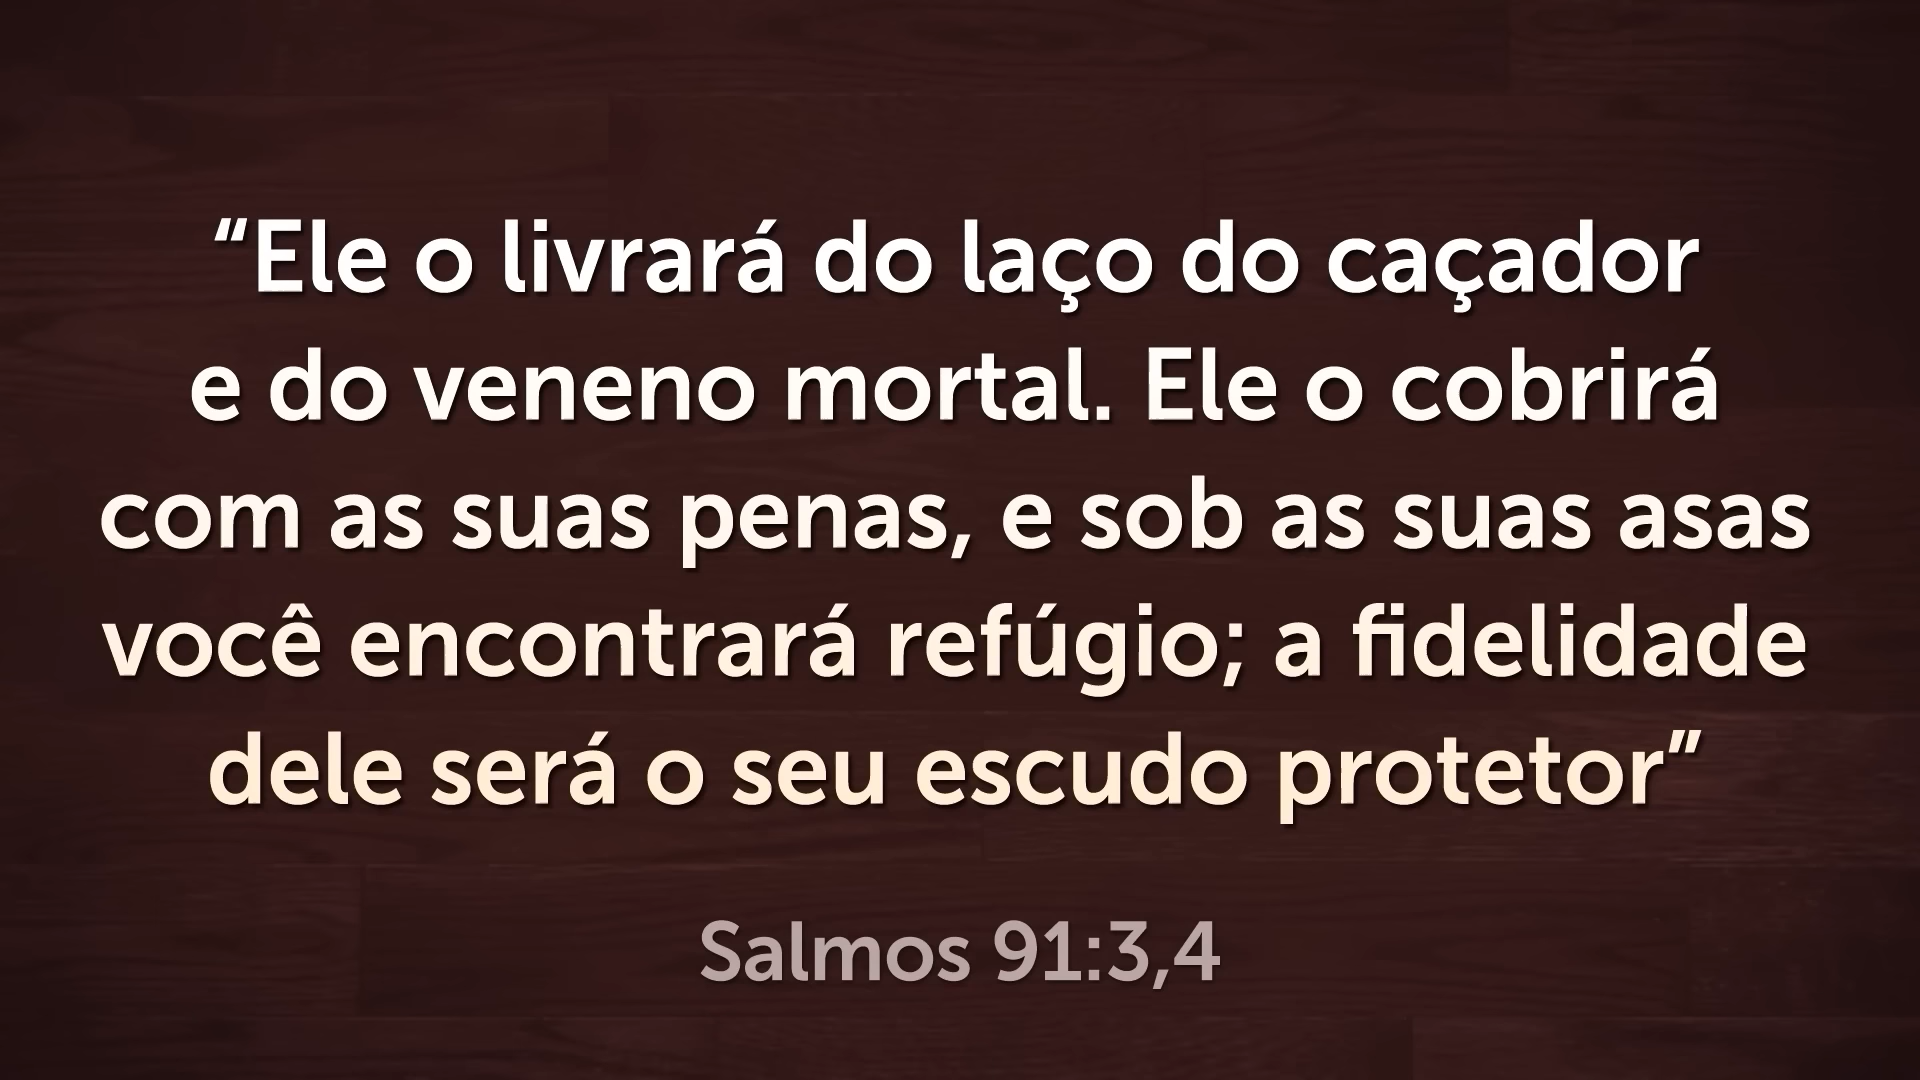 “Ele o livrará do laço do caçador
e do veneno mortal. Ele o cobrirá
com as suas penas, e sob as suas asas
você encontrará refúgio; a fidelidade
dele será o seu escudo protetor”
Salmos 91:3,4